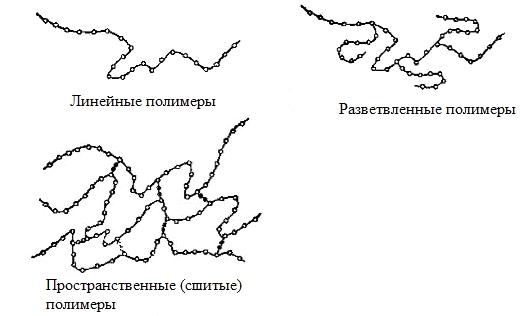 Линейные полимеры
Разветвленные полимеры
Пространственные (сшитые)
полимеры